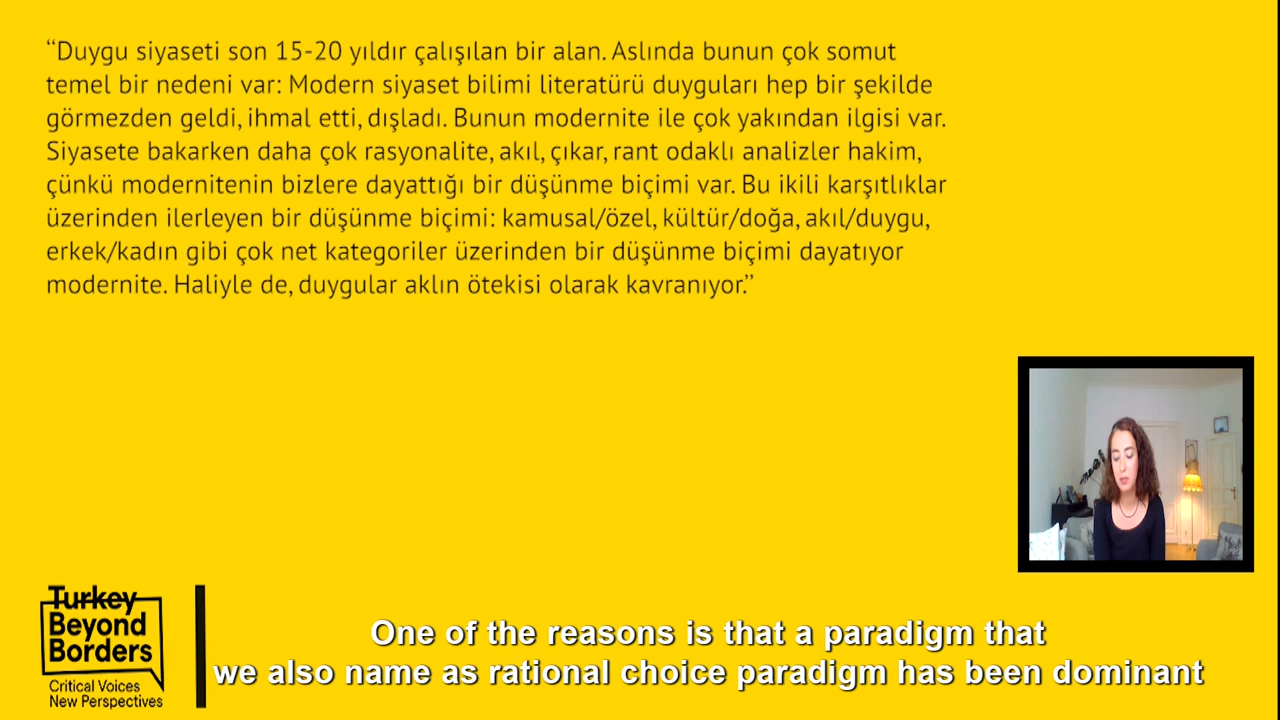 “Duygu siyaseti son 15-20 yıldır çalışılan bir alan. Aslında bunun çok somut
temel bir nedeni var: Modern siyaset bilimi literatürü duyguları hep bir şekilde
görmezden geldi, ihmal etti, dışladı. Bunun modernite ile çok yakından ilgisi var.
Siyasete bakarken daha çok rasyonalite, akıl, çıkar, rant odaklı analizler hakim,
çünkü modernitenin bizlere dayattığı bir düşünme biçimi var. Bu ikili karşıtlıklar
üzerinden ilerleyen bir düşünme biçimi: kamusal/özel, kültür/doğa, akıl/duygu,
erkek/kadın gibi çok net kategoriler üzerinden bir düşünme biçimi dayatıyor
modernite. Haliyle de, duygular aklın ötekisi olarak kavranıyor.”
Turkey
Beyond
Borders
Critical Voices
New Perspectives
One of the reasons is that a paradigm that
we also name as rational choice paradigm has been dominant